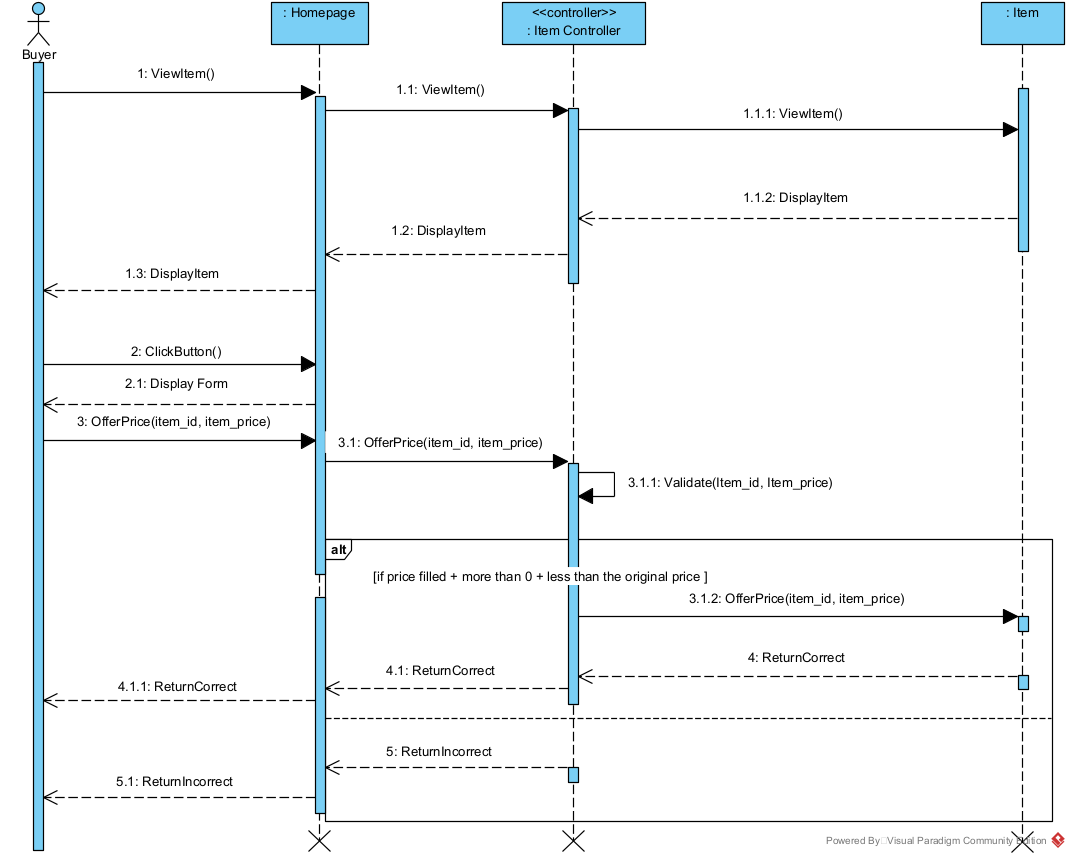 : Homepage
<<controller>>
: Item Controller
: Item
Buyer
1: ViewItem()
1.1: ViewItem()
1.1.1: ViewItem()
1.1.2: DisplayItem
1.2: DisplayItem
1.3: DisplayItem
2: ClickButton()
2.1: Display Form
3: OfferPrice(item_id, item_price)
3.1: OfferPrice(item_id, item_price)
3.1.1: Validate(Item_id, Item_price)
alt
[if price filled + more than 0 + less than the original price ]
3.1.2: OfferPrice(item_id, item_price)
4: ReturnCorrect
4.1: ReturnCorrect
4.1.1: ReturnCorrect
5: ReturnIncorrect
5.1: ReturnIncorrect
Powered By Visual Paradigm Community Edition